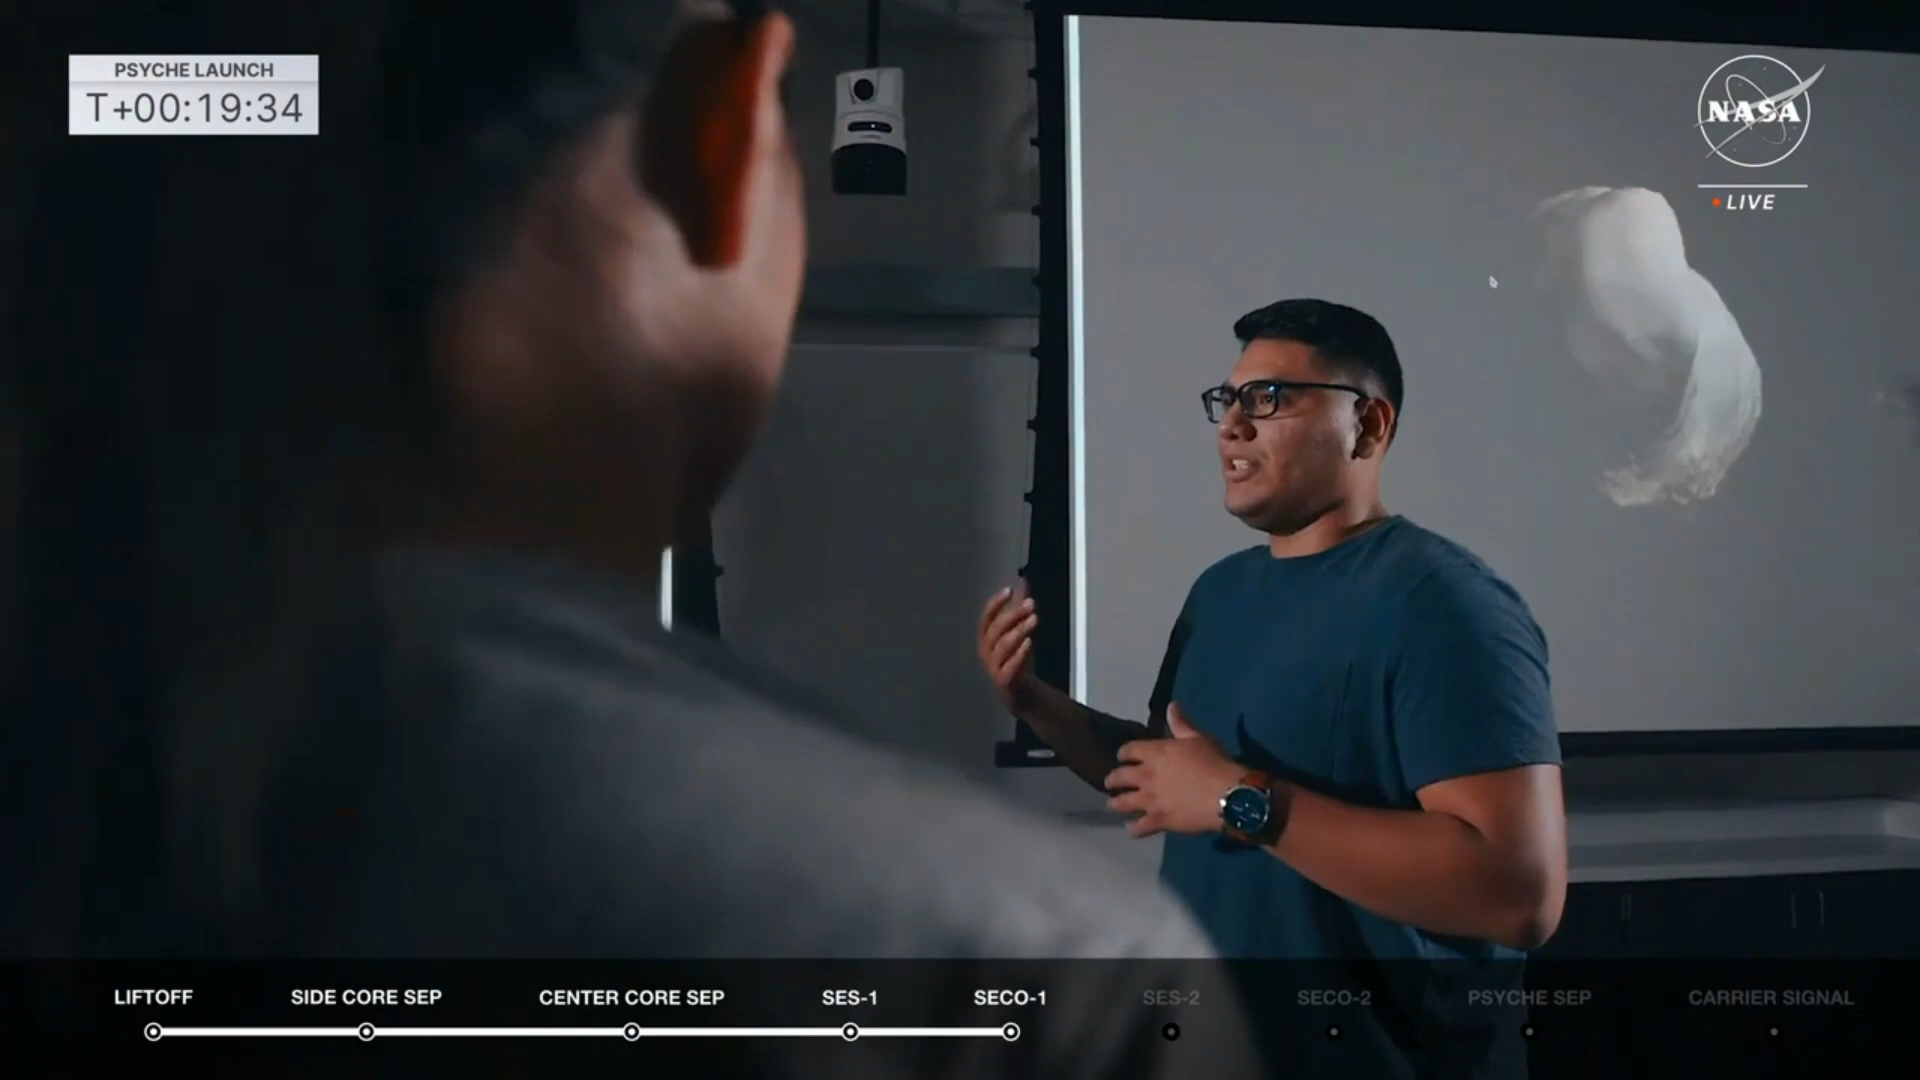 PSYCHE LAUNCH
T+00:19:34
NASA
LIVE
LIFTOFF
SIDE CORE SEP
CENTER CORE SEP
SES-1
SECO-1
SES-2
SECO-2
PSYCHE SEP
CARRIER SIGNAL